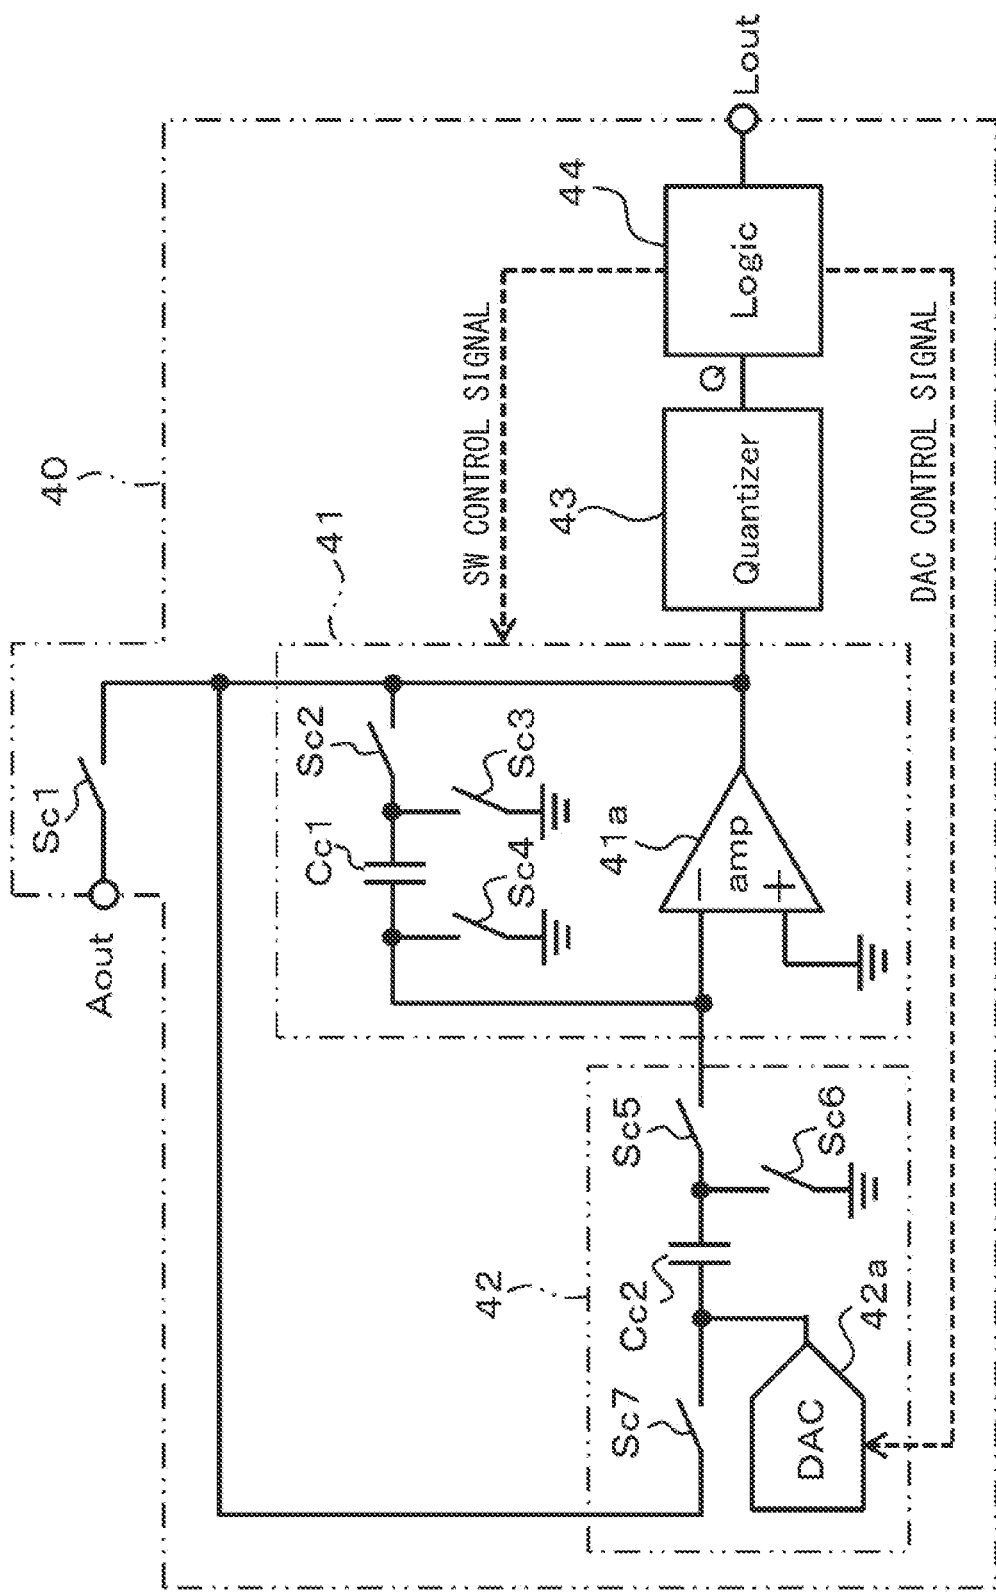 40
Aout
Sc1
41
Sc2
Cc1
Sc3
Sc4
SW CONTROL SIGNAL
41a
amp
−
+
43
Quantizer
Q
44
Logic
Lout
42
Sc7
Cc2
Sc5
Sc6
DAC
42a
DAC CONTROL SIGNAL